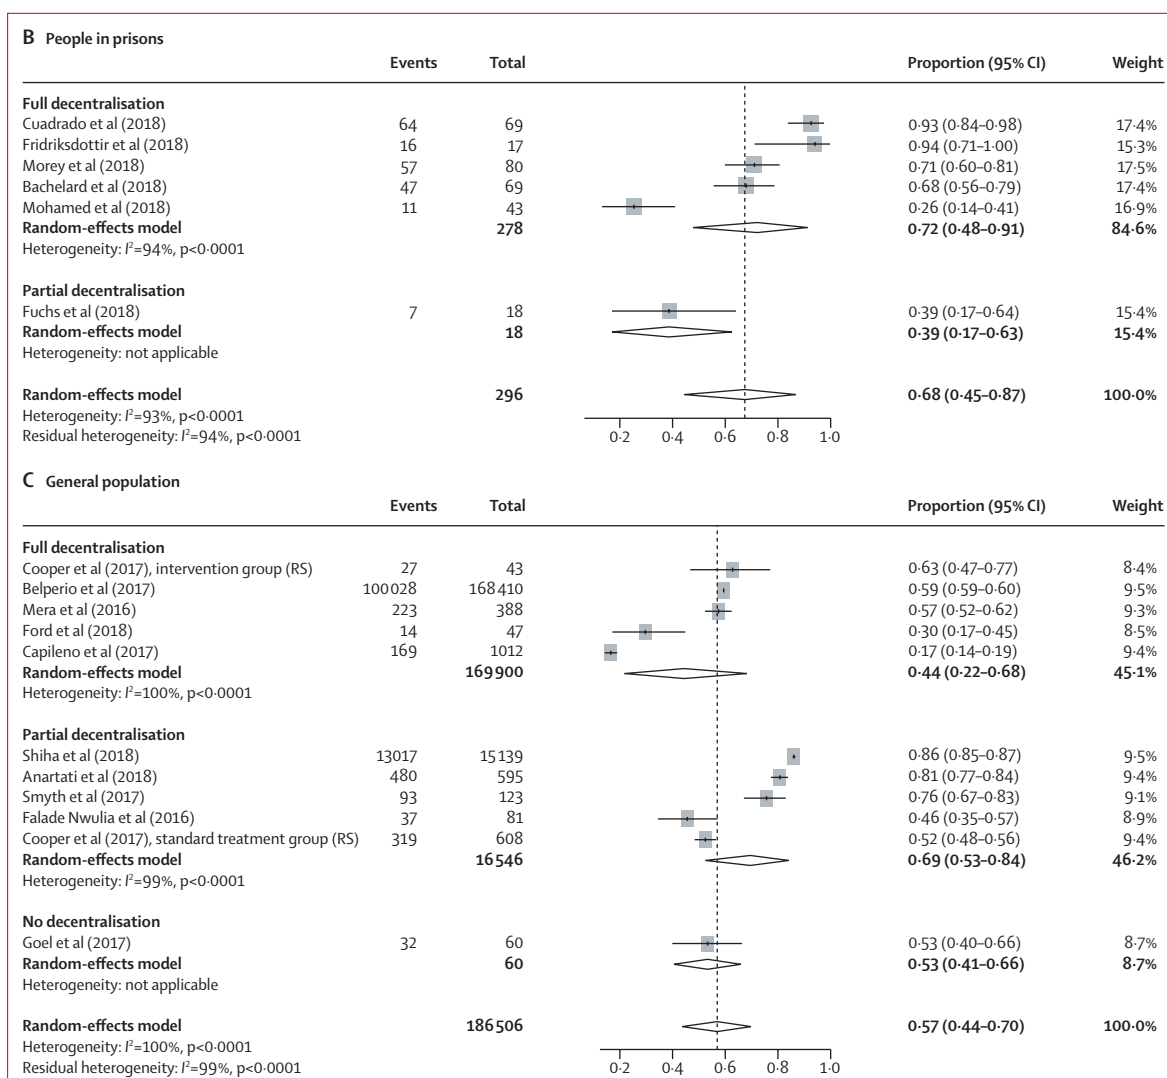 B People in prisons
Events Total Proportion (95% CI) Weight
Full decentralisation
Cuadrado et al (2018) 64 69 0·93 (0·84–0·98) 17·4%
Fridriksdottir et al (2018) 16 17 0·94 (0·71–1·00) 15·3%
Morey et al (2018) 57 80 0·71 (0·60–0·81) 17·5%
Bachelard et al (2018) 47 69 0·68 (0·56–0·79) 17·4%
Mohamed et al (2018) 11 43 0·26 (0·14–0·41) 16·9%
Random-effects model 278 0·72 (0·48–0·91) 84·6%
Heterogeneity: I²=94%, p<0·0001
Partial decentralisation
Fuchs et al (2018) 7 18 0·39 (0·17–0·64) 15·4%
Random-effects model 18 0·39 (0·17–0·63) 15·4%
Heterogeneity: not applicable
Random-effects model 296 0·68 (0·45–0·87) 100·0%
Heterogeneity: I²=93%, p<0·0001
Residual heterogeneity: I²=94%, p<0·0001 0·2 0·4 0·6 0·8 1·0
C General population
Events Total Proportion (95% CI) Weight
Full decentralisation
Cooper et al (2017), intervention group (RS) 27 43 0·63 (0·47–0·77) 8·4%
Belperio et al (2017) 100 028 168 410 0·59 (0·59–0·60) 9·5%
Mera et al (2016) 223 388 0·57 (0·52–0·62) 9·3%
Ford et al (2018) 14 47 0·30 (0·17–0·45) 8·5%
Capileno et al (2017) 169 1012 0·17 (0·14–0·19) 9·4%
Random-effects model 169 900 0·44 (0·22–0·68) 45·1%
Heterogeneity: I²=100%, p<0·0001
Partial decentralisation
Shiha et al (2018) 13 017 15 139 0·86 (0·85–0·87) 9·5%
Anartati et al (2018) 480 595 0·81 (0·77–0·84) 9·4%
Smyth et al (2017) 93 123 0·76 (0·67–0·83) 9·1%
Falade Nwulia et al (2016) 37 81 0·46 (0·35–0·57) 8·9%
Cooper et al (2017), standard treatment group (RS) 319 608 0·52 (0·48–0·56) 9·4%
Random-effects model 16 546 0·69 (0·53–0·84) 46·2%
Heterogeneity: I²=99%, p<0·0001
No decentralisation
Goel et al (2017) 32 60 0·53 (0·40–0·66) 8·7%
Random-effects model 60 0·53 (0·41–0·66) 8·7%
Heterogeneity: not applicable
Random-effects model 186 506 0·57 (0·44–0·70) 100·0%
Heterogeneity: I²=100%, p<0·0001
Residual heterogeneity: I²=99%, p<0·0001 0·2 0·4 0·6 0·8 1·0